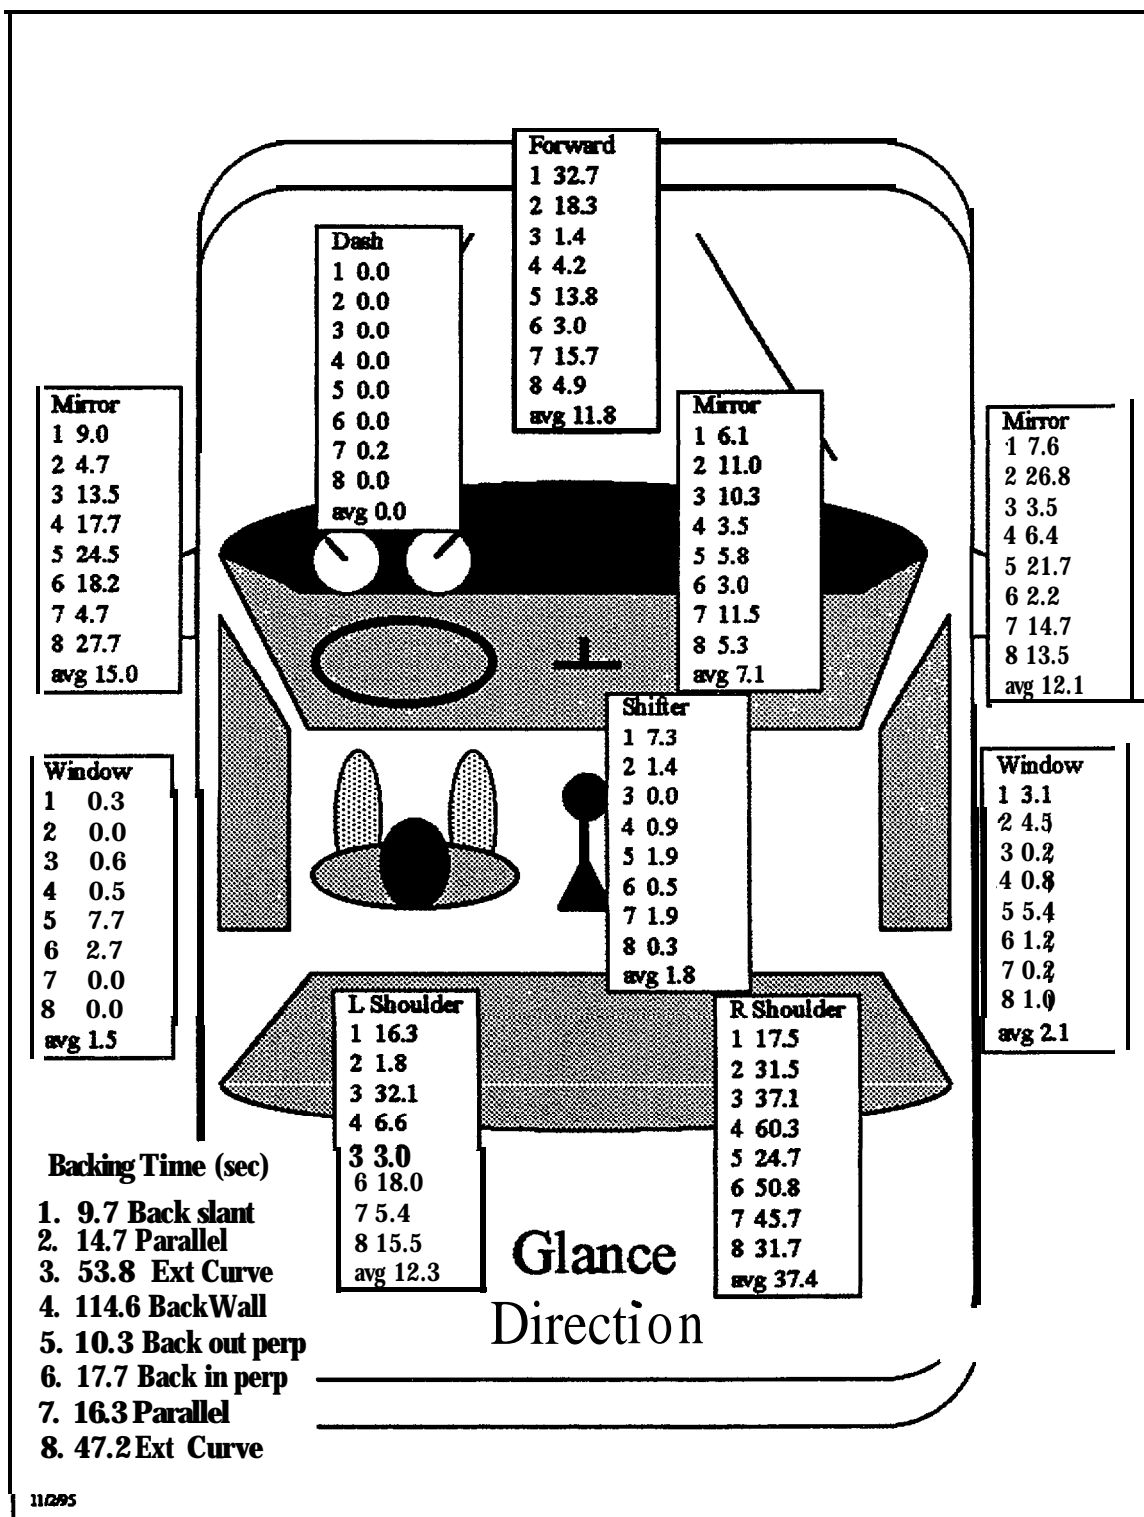 Forward
1 32.7
2 18.3
3 1.4
4 4.2
5 13.8
6 3.0
7 15.7
8 4.9
avg 11.8
Dash
1 0.0
2 0.0
3 0.0
4 0.0
5 0.0
6 0.0
7 0.2
8 0.0
avg 0.0
Mirror
1 9.0
2 4.7
3 13.5
4 17.7
5 24.5
6 18.2
7 4.7
8 27.7
avg 15.0
Mirror
1 6.1
2 11.0
3 10.3
4 3.5
5 5.8
6 3.0
7 11.5
8 5.3
avg 7.1
Mirror
1 7.6
2 26.8
3 3.5
4 6.4
5 21.7
6 2.2
7 14.7
8 13.5
avg 12.1
Shifter
1 7.3
2 1.4
3 0.0
4 0.9
5 1.9
6 0.5
7 1.9
8 0.3
avg 1.8
Window
1 0.3
2 0.0
3 0.6
4 0.5
5 7.7
6 2.7
7 0.0
8 0.0
avg 1.5
Window
1 3.1
2 4.5
3 0.2
4 0.8
5 5.4
6 1.2
7 0.2
8 1.0
avg 2.1
L Shoulder
1 16.3
2 1.8
3 32.1
4 6.6
3 3.0
6 18.0
7 5.4
8 15.5
avg 12.3
R Shoulder
1 17.5
2 31.5
3 37.1
4 60.3
5 24.7
6 50.8
7 45.7
8 31.7
avg 37.4
Backing Time (sec)
1. 9.7 Back slant
2. 14.7 Parallel
3. 53.8 Ext Curve
4. 114.6 BackWall
5. 10.3 Back out perp
6. 17.7 Back in perp
7. 16.3 Parallel
8. 47.2 Ext Curve
Glance
Direction
11/2/95